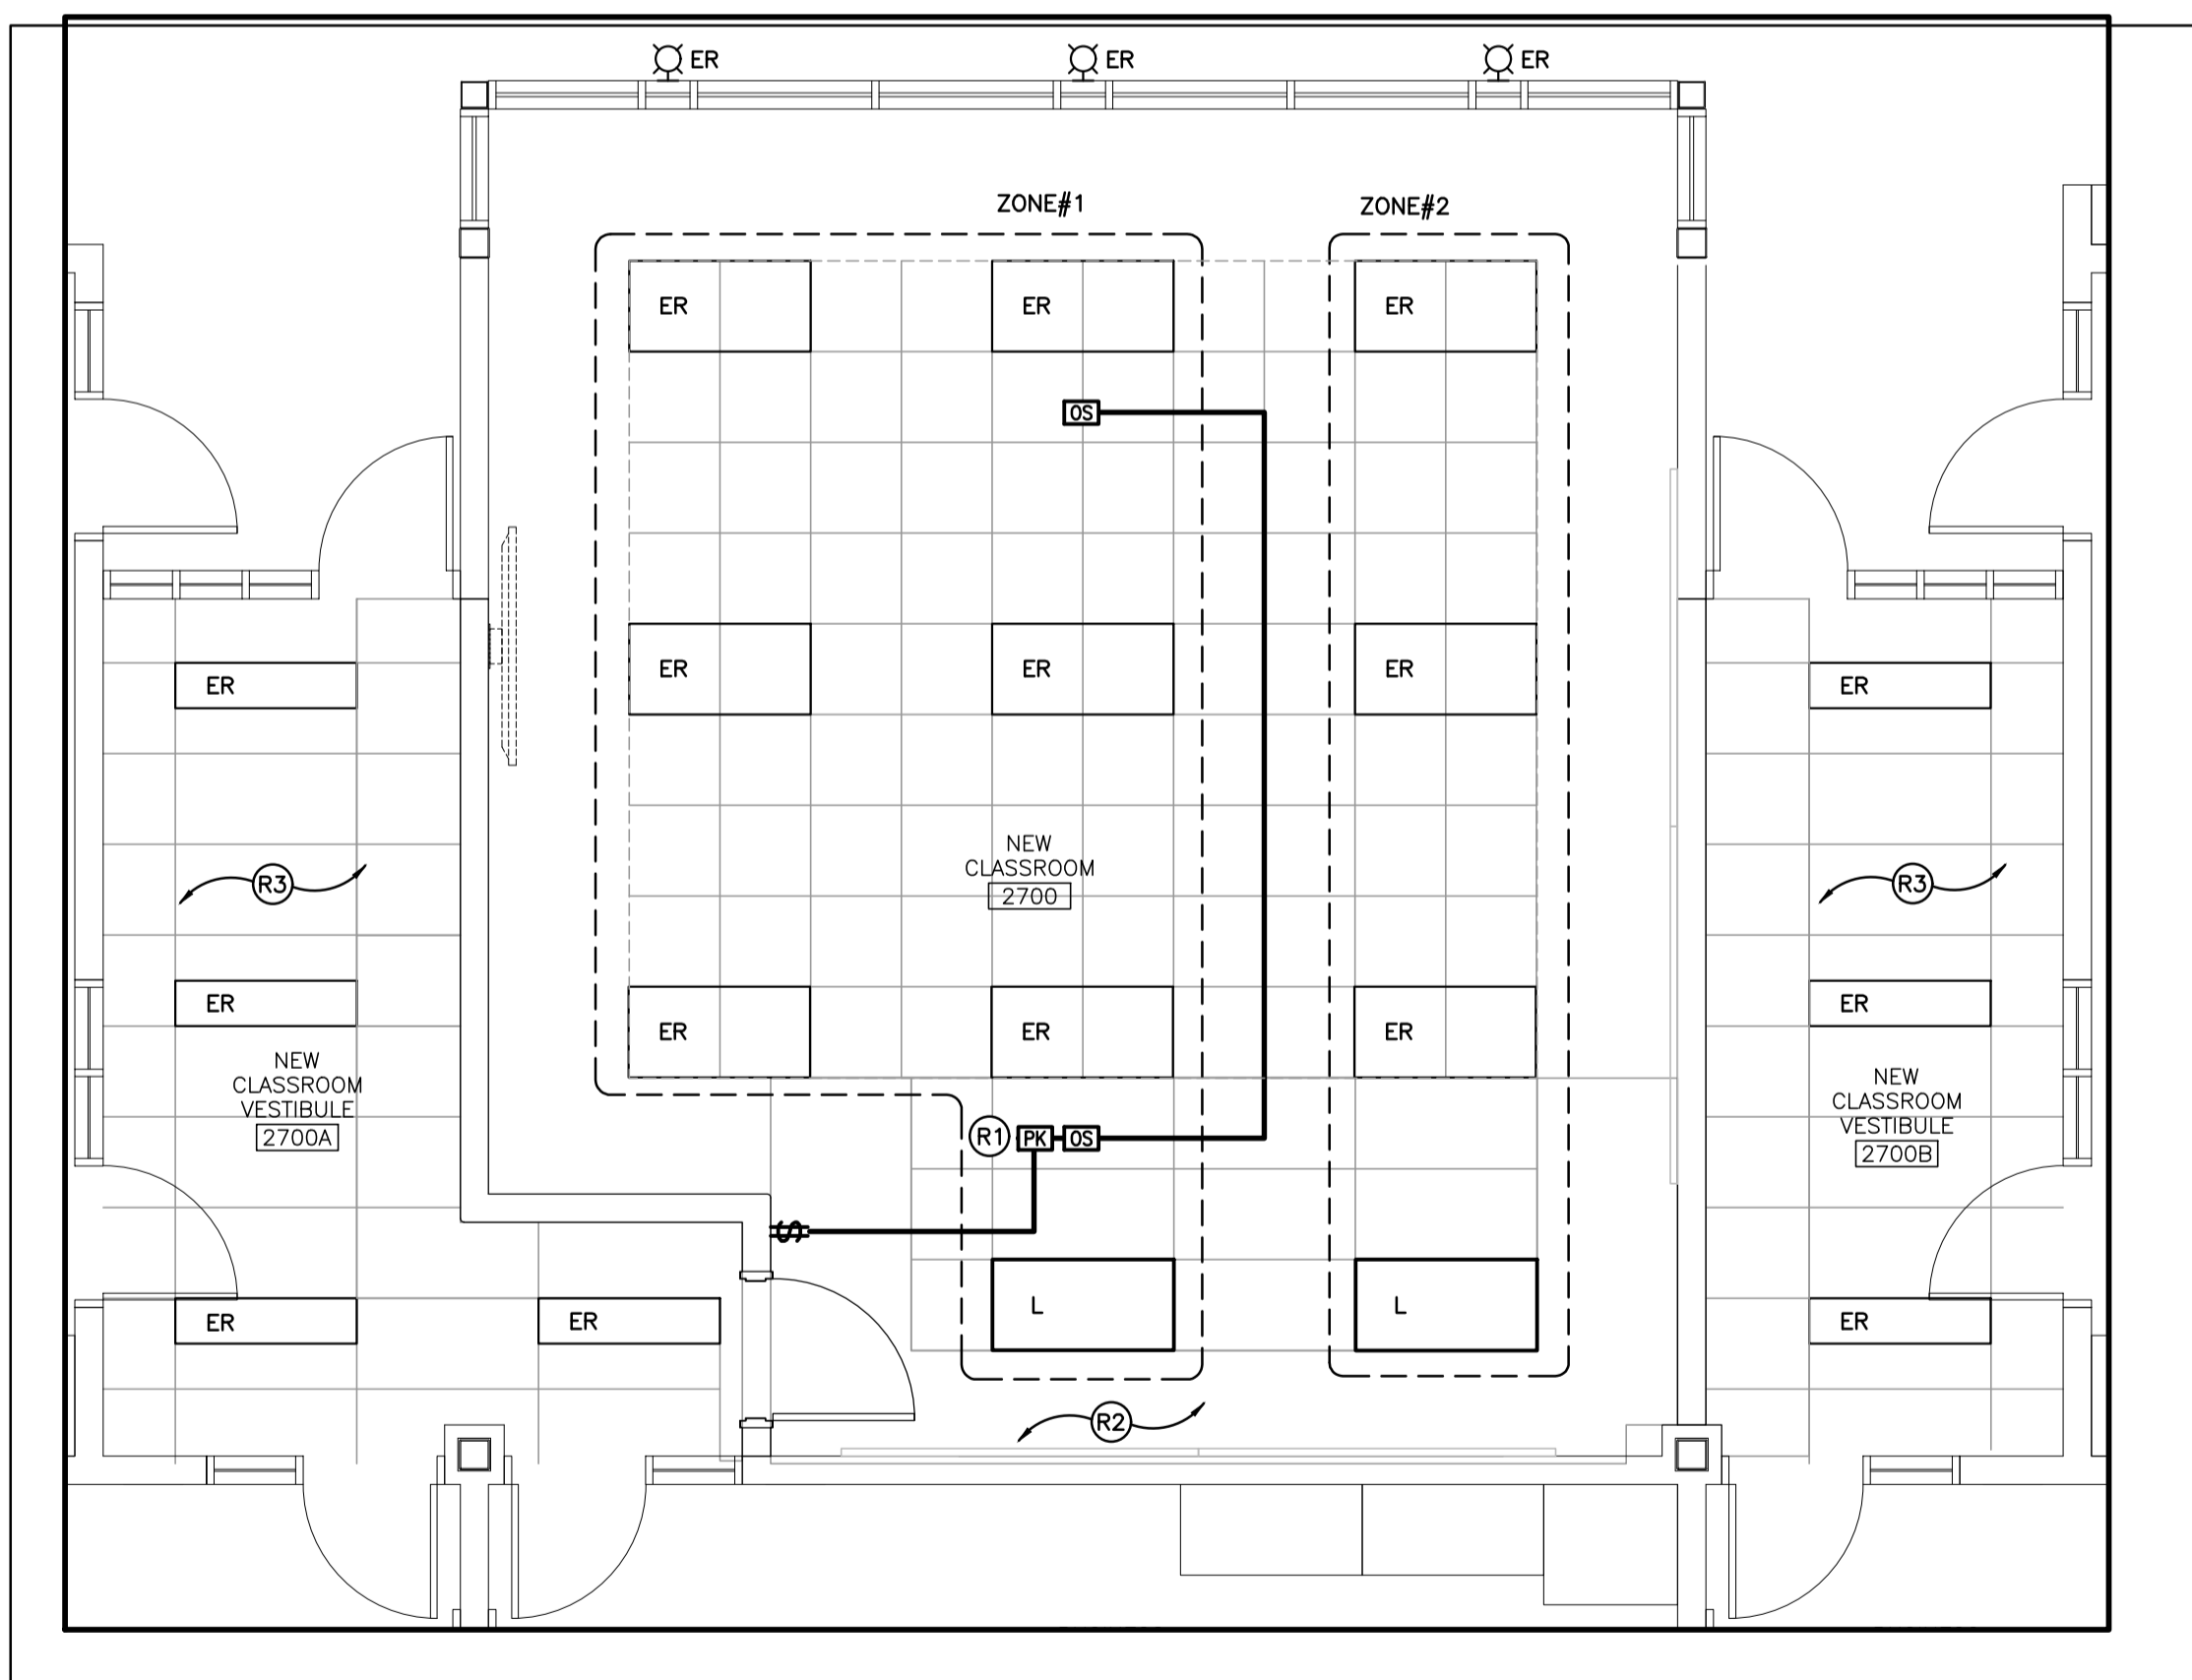 ER
ER
ER
ZONE#1
ZONE#2
ER
ER
ER
OS
ER
ER
ER
ER
ER
NEW
CLASSROOM
2700
R3
R3
ER
ER
ER
ER
ER
NEW
CLASSROOM
VESTIBULE
2700A
NEW
CLASSROOM
VESTIBULE
2700B
R1
PK
OS
$
L
L
ER
ER
ER
R2